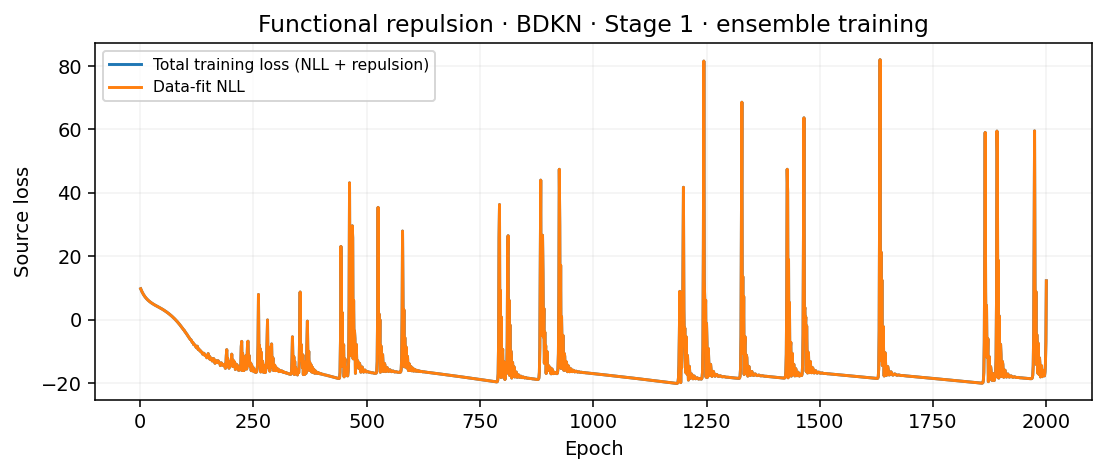 Functional repulsion · BDKN · Stage 1 · ensemble training
Total training loss (NLL + repulsion)
Data-fit NLL
Source loss
80
60
40
20
0
−20
0 250 500 750 1000 1250 1500 1750 2000
Epoch